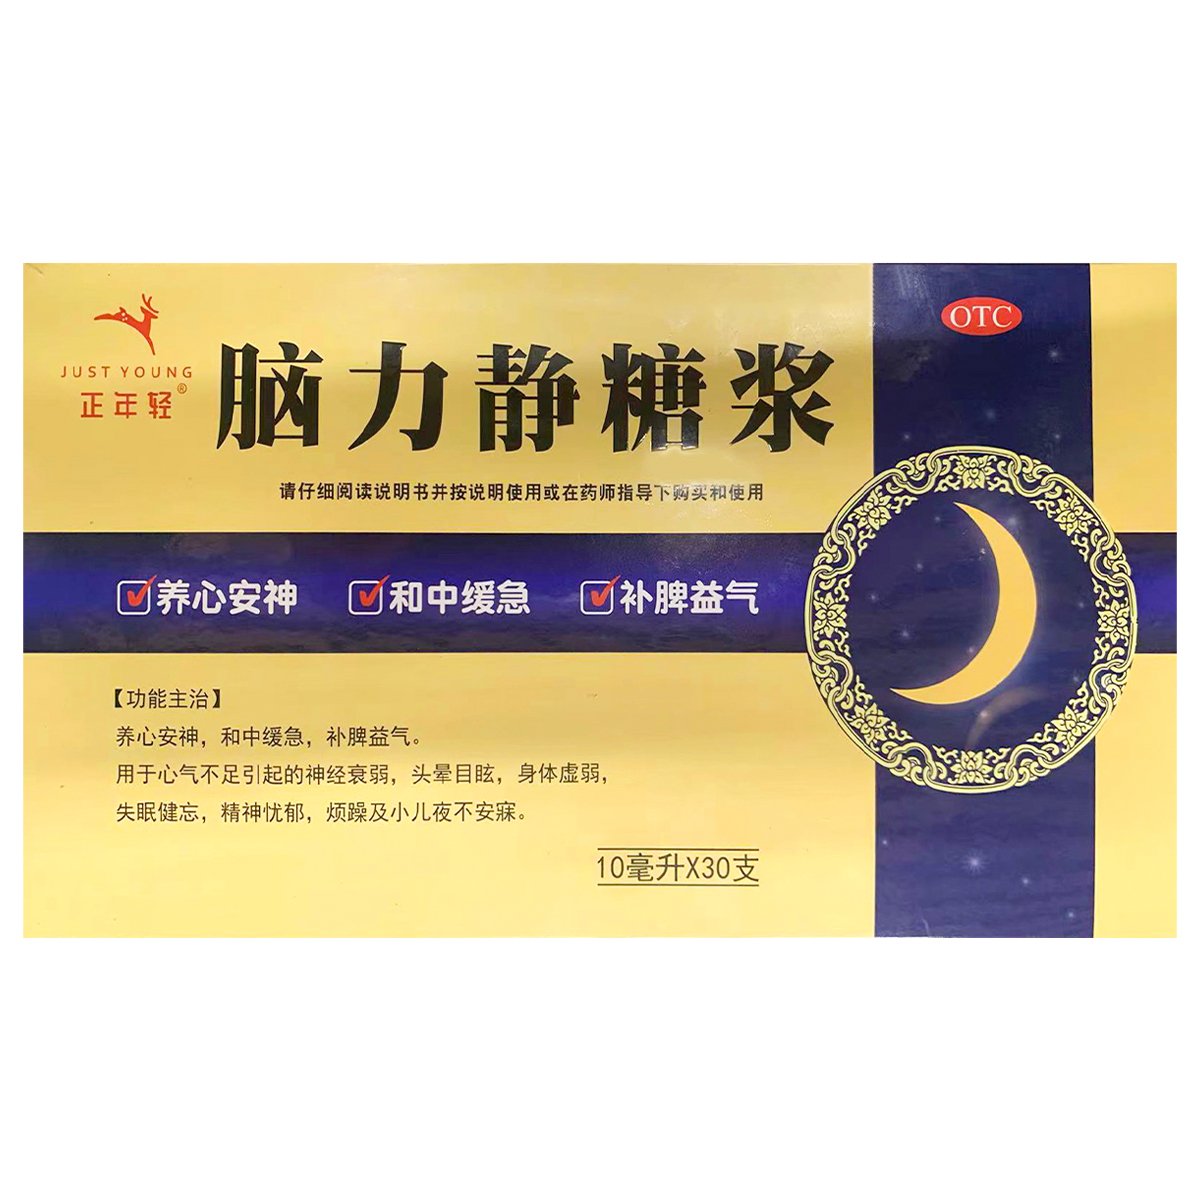 JUST YOUNG
正年轻®
脑力静糖浆
OTC
请仔细阅读说明书并按说明使用或在药师指导下购买和使用
养心安神 和中缓急 补脾益气
【功能主治】
养心安神，和中缓急，补脾益气。
用于心气不足引起的神经衰弱，头晕目眩，身体虚弱，
失眠健忘，精神忧郁，烦躁及小儿夜不安寐。
10毫升X30支